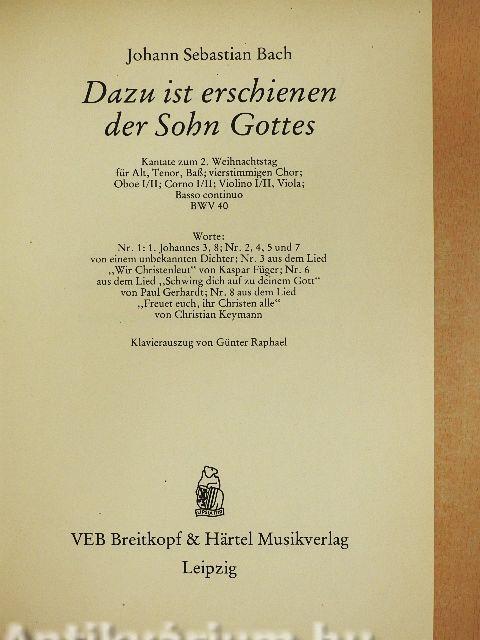 Johann Sebastian Bach
Dazu ist erschienen
der Sohn Gottes
Kantate zum 2. Weihnachtstag
für Alt, Tenor, Baß; vierstimmigen Chor;
Oboe I/II; Corno I/II; Violino I/II, Viola;
Basso continuo
BWV 40
Worte:
Nr. 1: 1. Johannes 3, 8; Nr. 2, 4, 5 und 7
von einem unbekannten Dichter; Nr. 3 aus dem Lied
„Wir Christenleut“ von Kaspar Füger; Nr. 6
aus dem Lied „Schwing dich auf zu deinem Gott“
von Paul Gerhardt; Nr. 8 aus dem Lied
„Freuet euch, ihr Christen alle“
von Christian Keymann
Klavierauszug von Günter Raphael
VEB Breitkopf & Härtel Musikverlag
Leipzig
Antikvárium.hu